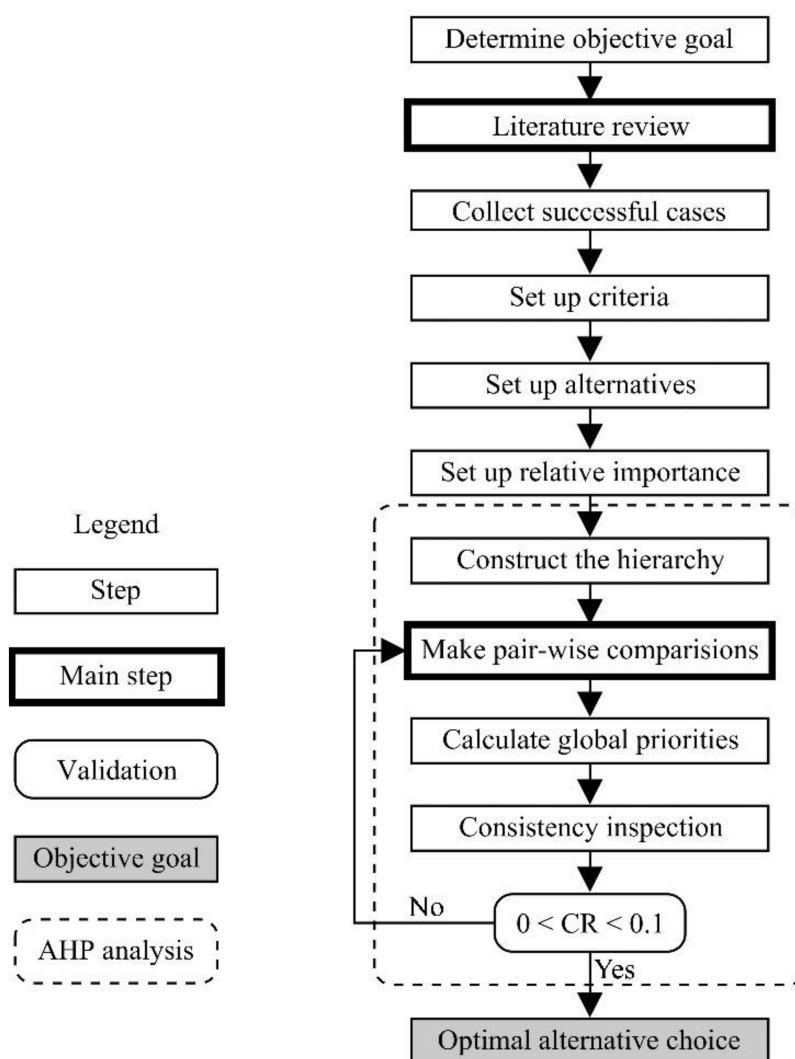 Determine objective goal
Literature review
Collect successful cases
Set up criteria
Set up alternatives
Set up relative importance
Construct the hierarchy
Make pair-wise comparisions
Calculate global priorities
Consistency inspection
No
0 < CR < 0.1
Yes
Optimal alternative choice
Legend
Step
Main step
Validation
Objective goal
AHP analysis